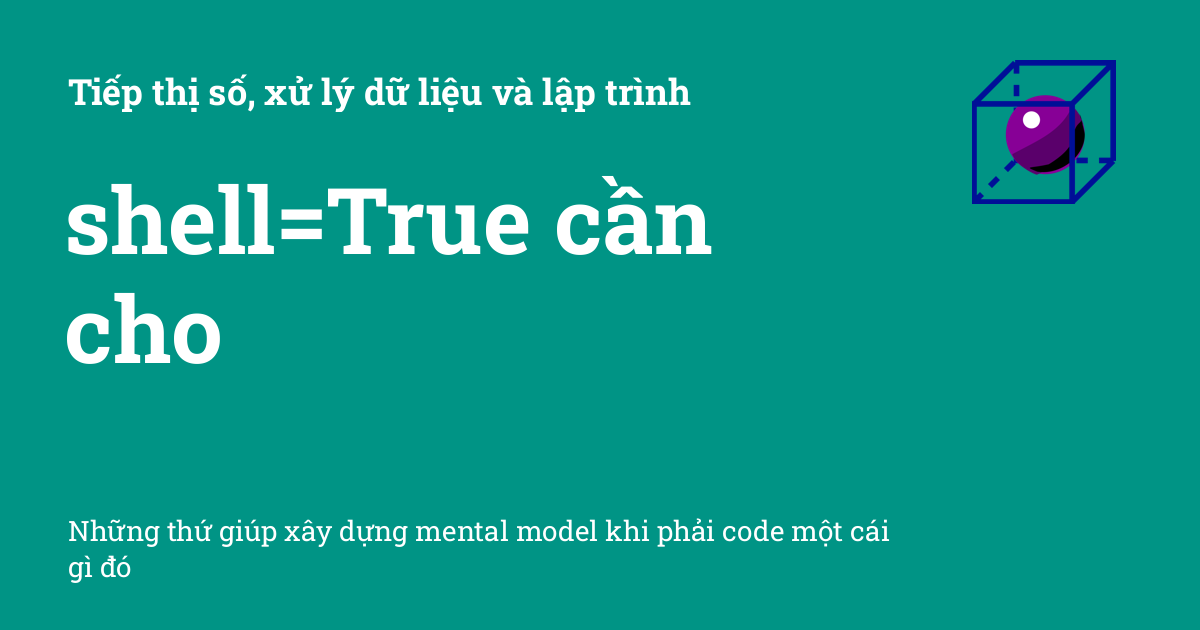 Tiếp thị số, xử lý dữ liệu và lập trình
shell=True cần
cho
Những thứ giúp xây dựng mental model khi phải code một cái
gì đó